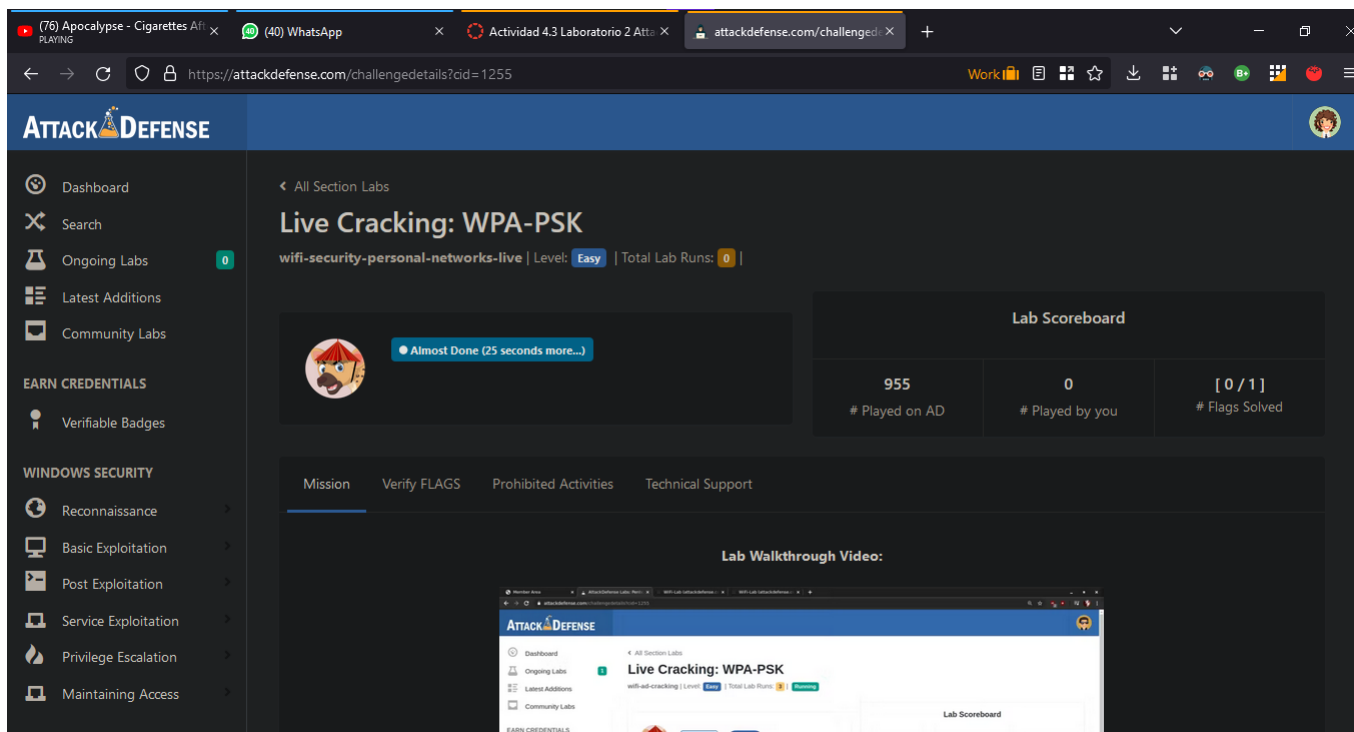 (76) Apocalypse - Cigarettes Aft
PLAYING
(40) WhatsApp
Actividad 4.3 Laboratorio 2 Atta
attackdefense.com/challengede
https://attackdefense.com/challengedetails?cid=1255
Work
ATTACK DEFENSE
Dashboard
Search
Ongoing Labs 0
Latest Additions
Community Labs
EARN CREDENTIALS
Verifiable Badges
WINDOWS SECURITY
Reconnaissance
Basic Exploitation
Post Exploitation
Service Exploitation
Privilege Escalation
Maintaining Access
All Section Labs
Live Cracking: WPA-PSK
wifi-security-personal-networks-live | Level: Easy | Total Lab Runs: 0 |
Almost Done (25 seconds more...)
Lab Scoreboard
955
# Played on AD
0
# Played by you
[ 0 / 1 ]
# Flags Solved
Mission Verify FLAGS Prohibited Activities Technical Support
Lab Walkthrough Video:
ATTACK DEFENSE
Dashboard
Ongoing Labs
Latest Additions
Community Labs
EARN CREDENTIALS
All Section Labs
Live Cracking: WPA-PSK
wifi-ad-cracking | Level: Easy | Total Lab Runs: 3 | Running
Lab Scoreboard